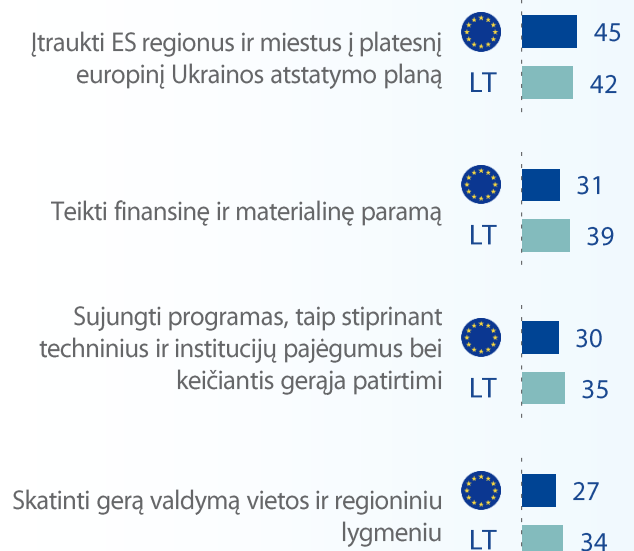 Įtraukti ES regionus ir miestus į platesnį
europinį Ukrainos atstatymo planą
45
LT
42
Teikti finansinę ir materialinę paramą
31
LT
39
Sujungti programas, taip stiprinant
techninius ir institucijų pajėgumus bei
keičiantis gerąja patirtimi
30
LT
35
Skatinti gerą valdymą vietos ir regioniniu
lygmeniu
27
LT
34